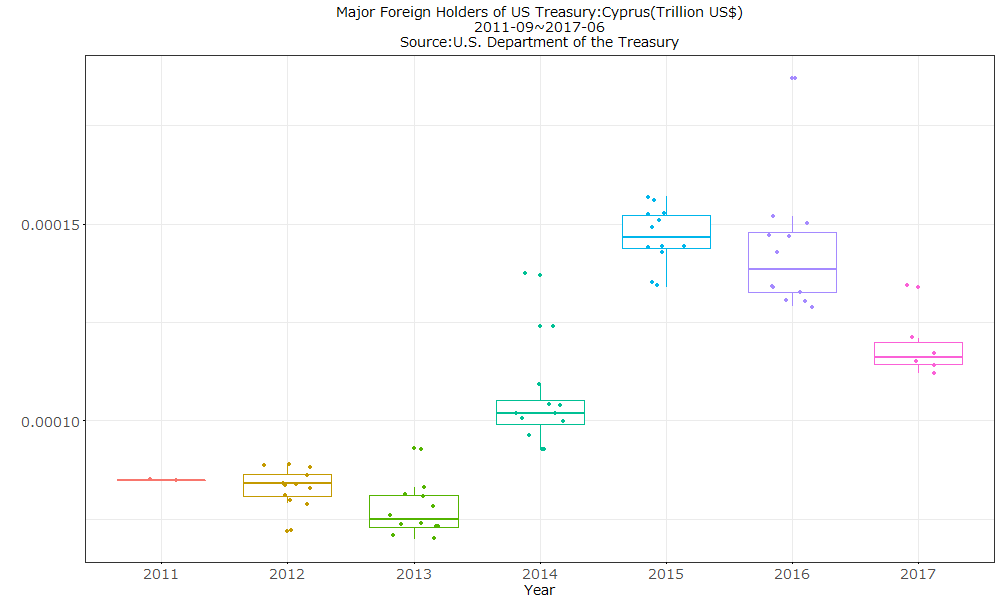 Major Foreign Holders of US Treasury:Cyprus(Trillion US$)
2011-09~2017-06
Source:U.S. Department of the Treasury
0.00015
0.00010
2011 2012 2013 2014 2015 2016 2017
Year